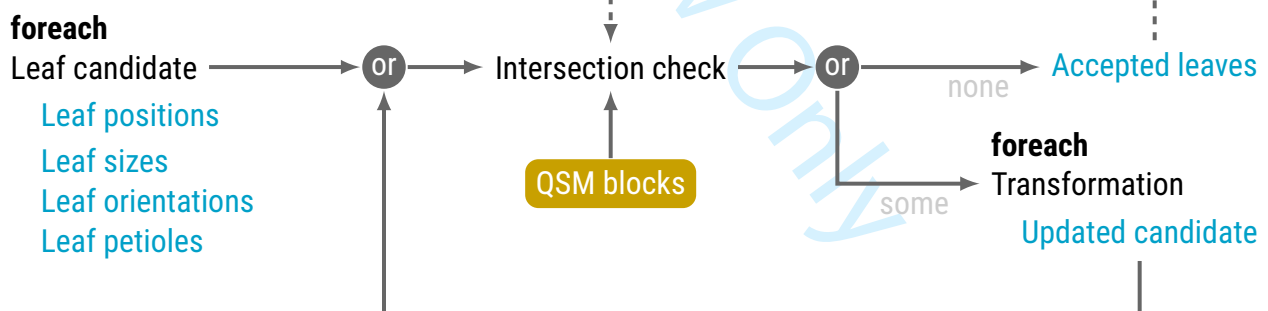 foreach
Leaf candidate
or
Intersection check
or
none
Accepted leaves
Leaf positions
Leaf sizes
Leaf orientations
Leaf petioles
QSM blocks
some
foreach
Transformation
Updated candidate
Only